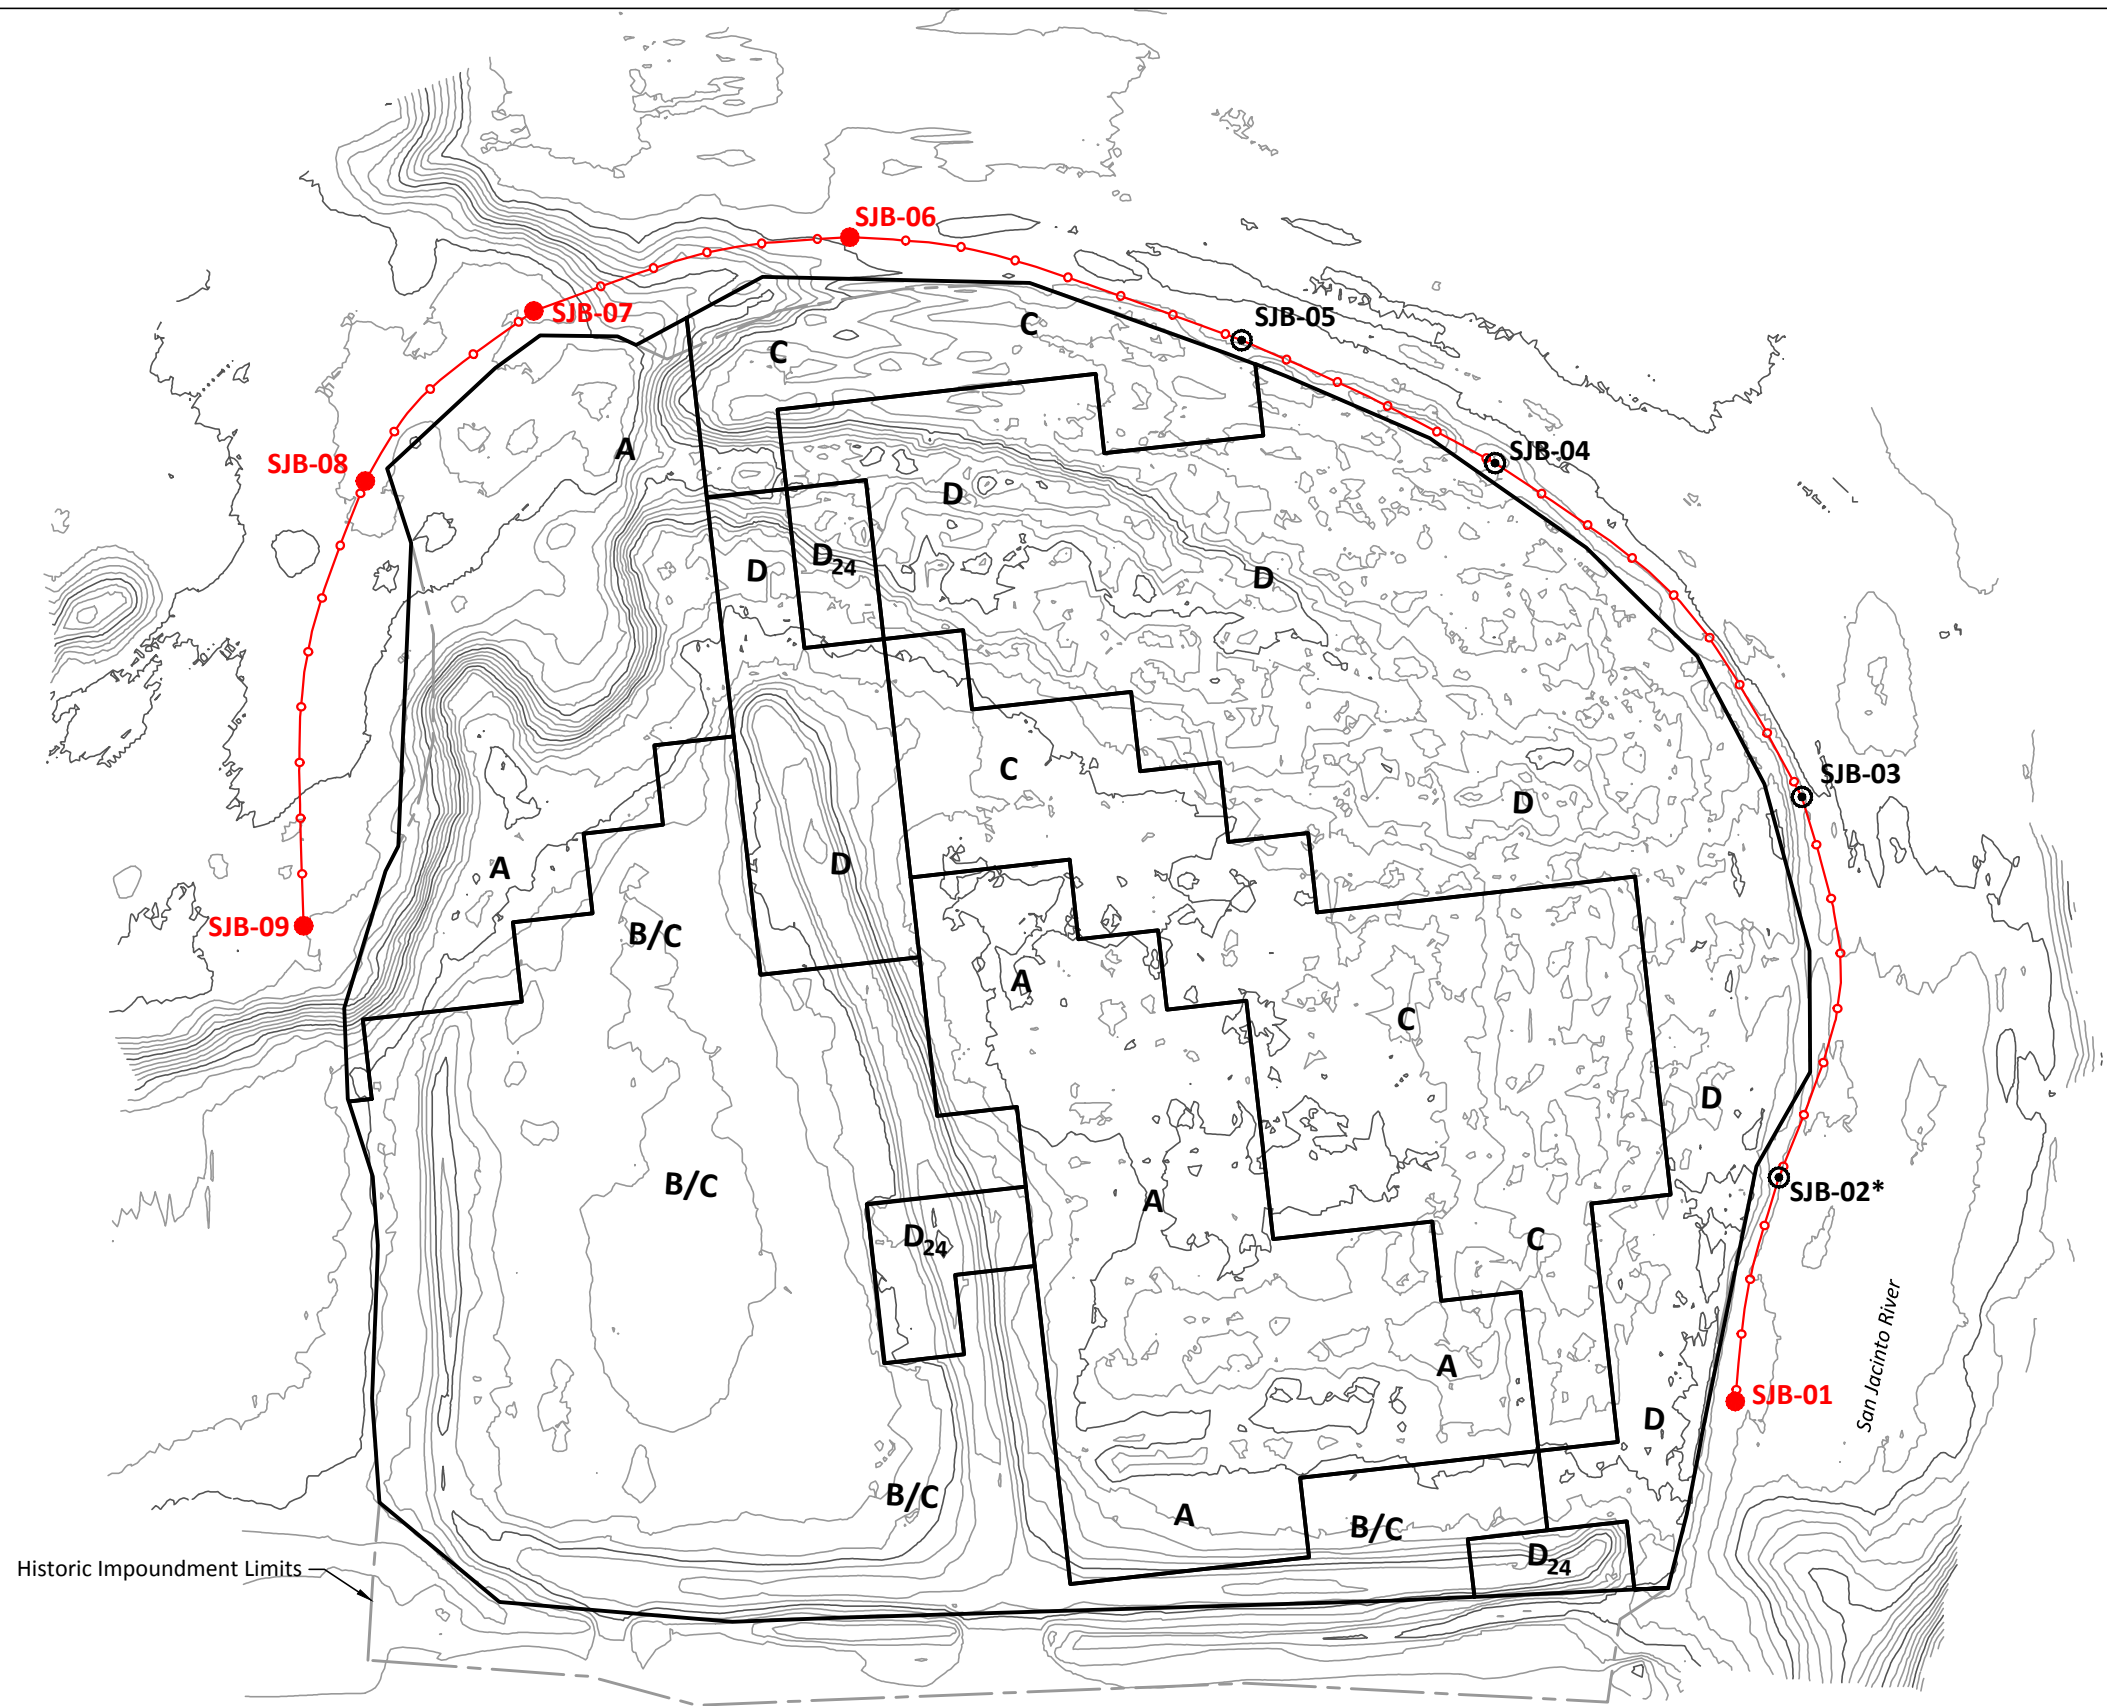 SJB-06
SJB-07
SJB-05
C
C
SJB-04
A
SJB-08
D
D
D24
D
SJB-03
C
D
A
D
SJB-09
B/C
A
C
D
B/C
A
SJB-02*
D24
C
San Jacinto River
A
SJB-01
D
B/C
A
B/C
D24
Historic Impoundment Limits